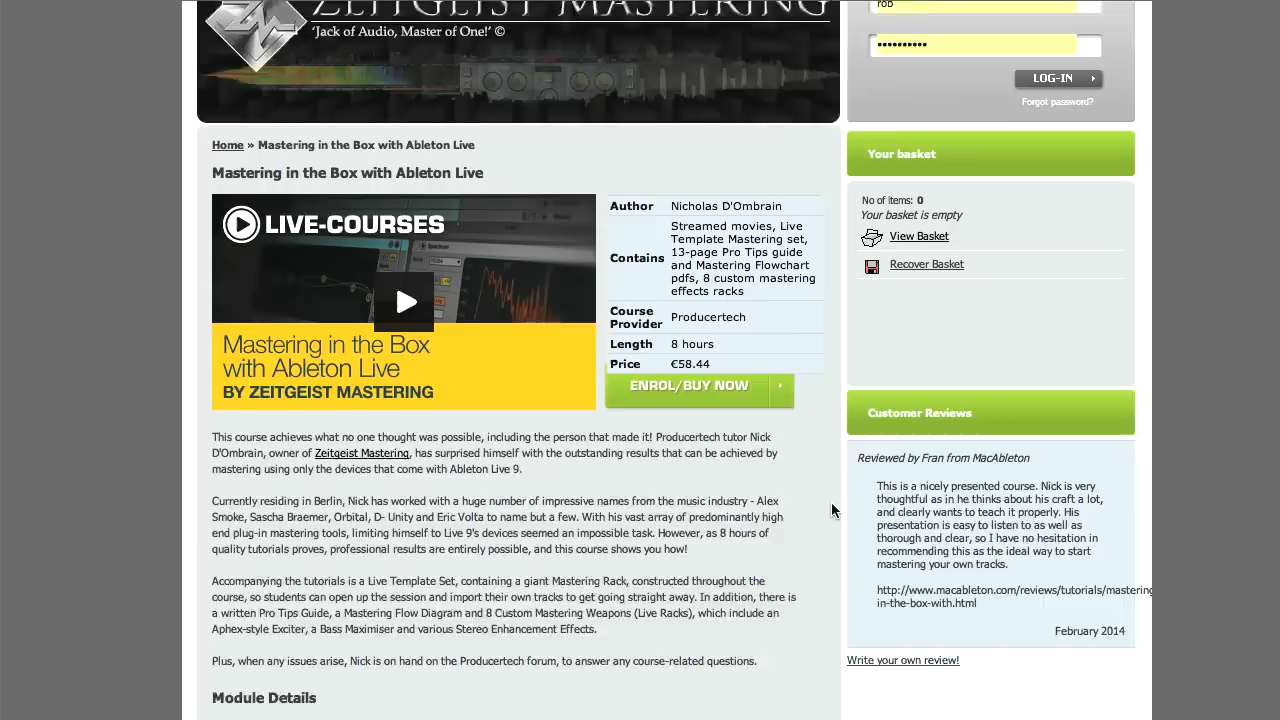 ZEITGEIST MASTERING
'Jack of Audio, Master of One!' ©
rob
••••••••••
LOG-IN
Forgot password?
Home » Mastering in the Box with Ableton Live
Mastering in the Box with Ableton Live
LIVE-COURSES
Mastering in the Box
with Ableton Live
BY ZEITGEIST MASTERING
Author Nicholas D'Ombrain
Contains Streamed movies, Live
Template Mastering set,
13-page Pro Tips guide
and Mastering Flowchart
pdfs, 8 custom mastering
effects racks
Course Provider Producertech
Length 8 hours
Price €58.44
ENROL/BUY NOW
This course achieves what no one thought was possible, including the person that made it! Producertech tutor Nick
D'Ombrain, owner of Zeitgeist Mastering, has surprised himself with the outstanding results that can be achieved by
mastering using only the devices that come with Ableton Live 9.
Currently residing in Berlin, Nick has worked with a huge number of impressive names from the music industry - Alex
Smoke, Sascha Braemer, Orbital, D- Unity and Eric Volta to name but a few. With his vast array of predominantly high
end plug-in mastering tools, limiting himself to Live 9's devices seemed an impossible task. However, as 8 hours of
quality tutorials proves, professional results are entirely possible, and this course shows you how!
Accompanying the tutorials is a Live Template Set, containing a giant Mastering Rack, constructed throughout the
course, so students can open up the session and import their own tracks to get going straight away. In addition, there is
a written Pro Tips Guide, a Mastering Flow Diagram and 8 Custom Mastering Weapons (Live Racks), which include an
Aphex-style Exciter, a Bass Maximiser and various Stereo Enhancement Effects.
Plus, when any issues arise, Nick is on hand on the Producertech forum, to answer any course-related questions.
Module Details
Your basket
No of items: 0
Your basket is empty
View Basket
Recover Basket
Customer Reviews
Reviewed by Fran from MacAbleton
This is a nicely presented course. Nick is very
thoughtful as in he thinks about his craft a lot,
and clearly wants to teach it properly. His
presentation is easy to listen to as well as
thorough and clear, so I have no hesitation in
recommending this as the ideal way to start
mastering your own tracks.
http://www.macableton.com/reviews/tutorials/mastering
in-the-box-with.html
February 2014
Write your own review!